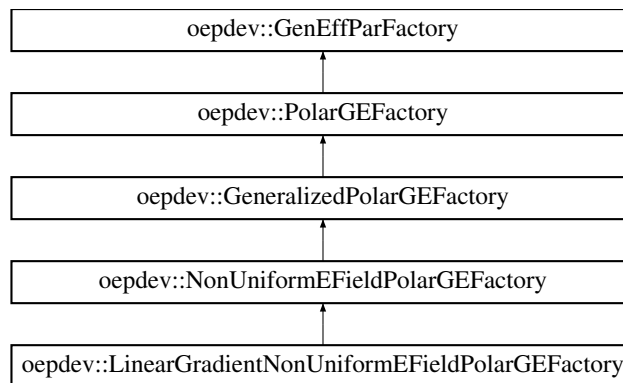 oepdev::GenEffParFactory
oepdev::PolarGEFactory
oepdev::GeneralizedPolarGEFactory
oepdev::NonUniformEFieldPolarGEFactory
oepdev::LinearGradientNonUniformEFieldPolarGEFactory